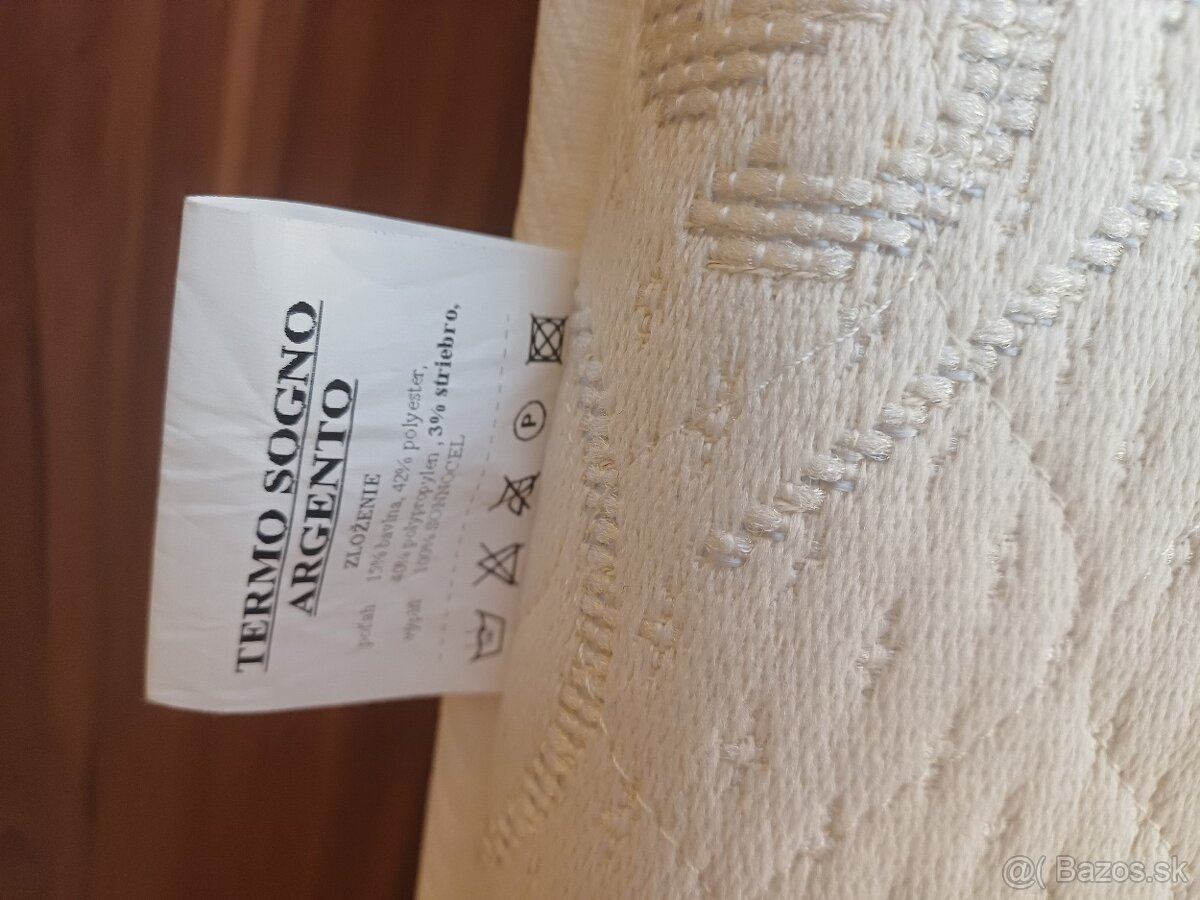 TERMO SOGNO
ARGENTO
ZLOŽENIE
poťah 15% bavlna, 42% polyester,
40% polypropylen , 3% striebro,
výplň 100% SONNOCEL
P
@( Bazos.sk